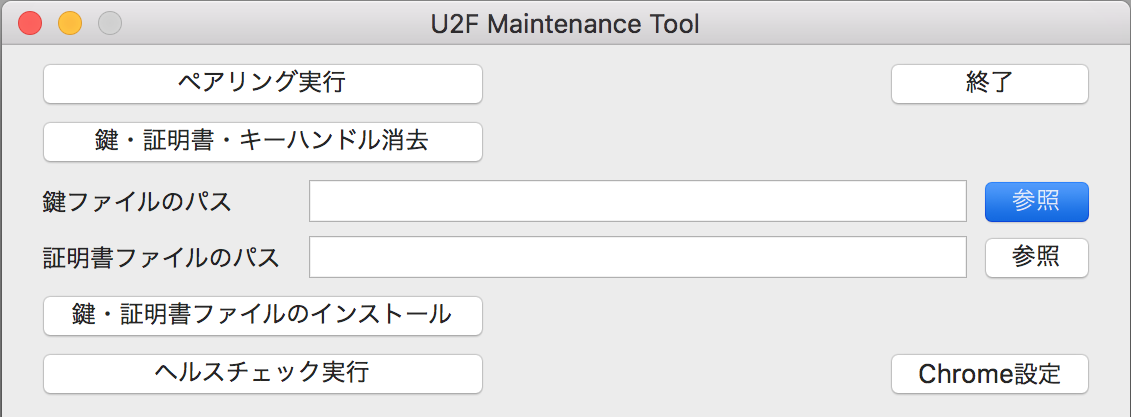 U2F Maintenance Tool
ペアリング実行
終了
鍵・証明書・キーハンドル消去
鍵ファイルのパス
参照
証明書ファイルのパス
参照
鍵・証明書ファイルのインストール
ヘルスチェック実行
Chrome設定